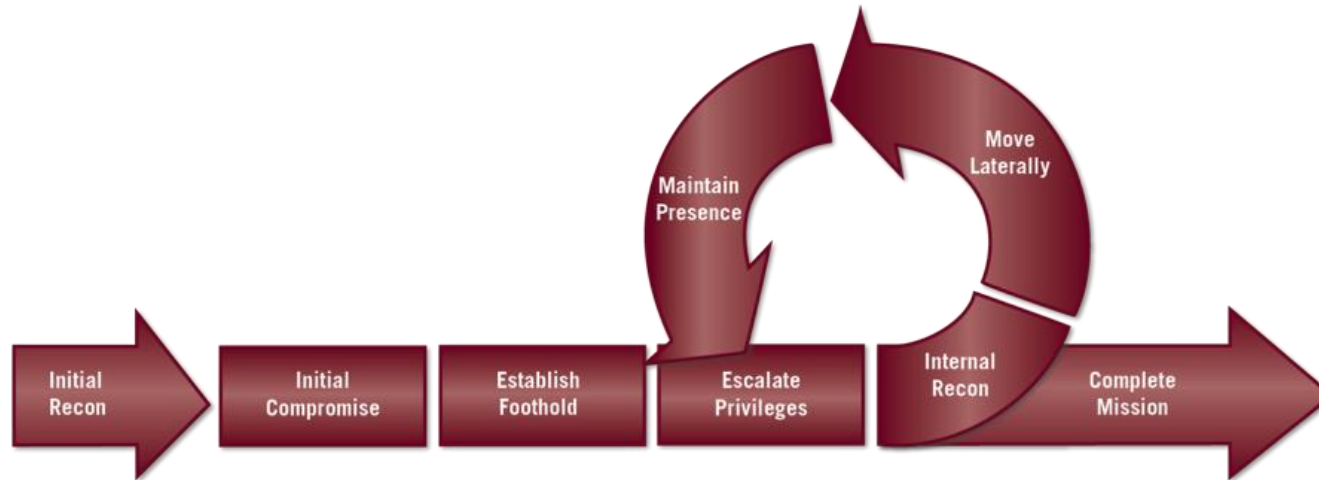 Initial
Recon
Initial
Compromise
Establish
Foothold
Escalate
Privileges
Internal
Recon
Move
Laterally
Maintain
Presence
Complete
Mission